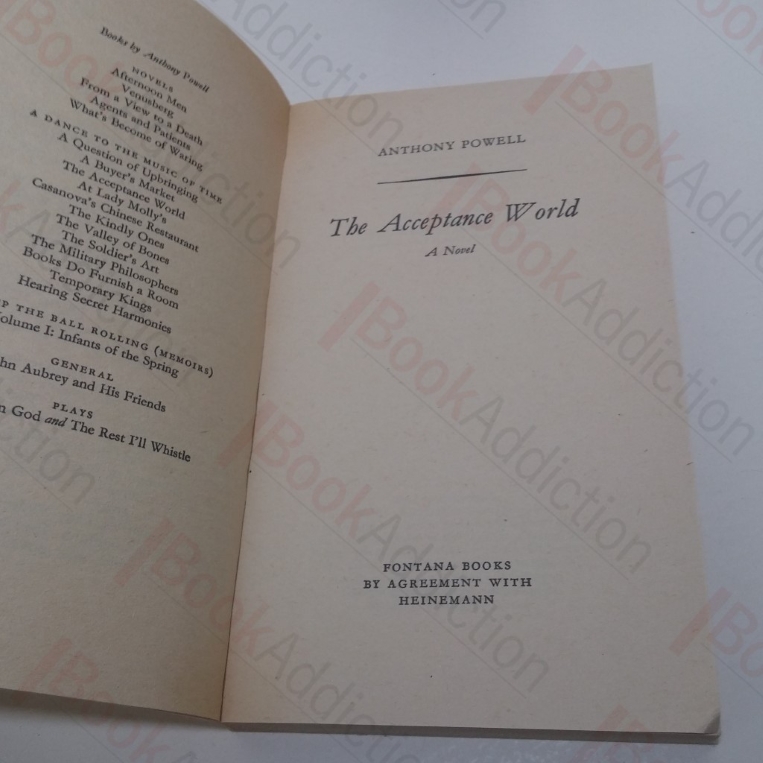 Books by Anthony Powell
NOVELS
Afternoon Men
Venusberg
From a View to a Death
Agents and Patients
What's Become of Waring
A DANCE TO THE MUSIC OF TIME
A Question of Upbringing
A Buyer's Market
The Acceptance World
At Lady Molly's
Casanova's Chinese Restaurant
The Kindly Ones
The Valley of Bones
The Soldier's Art
The Military Philosophers
Books Do Furnish a Room
Temporary Kings
Hearing Secret Harmonies
P THE BALL ROLLING (MEMOIRS)
olume I: Infants of the Spring
GENERAL
hn Aubrey and His Friends
PLAYS
n God and The Rest I'll Whistle
ANTHONY POWELL
The Acceptance World
A Novel
FONTANA BOOKS
BY AGREEMENT WITH
HEINEMANN
BookAddiction